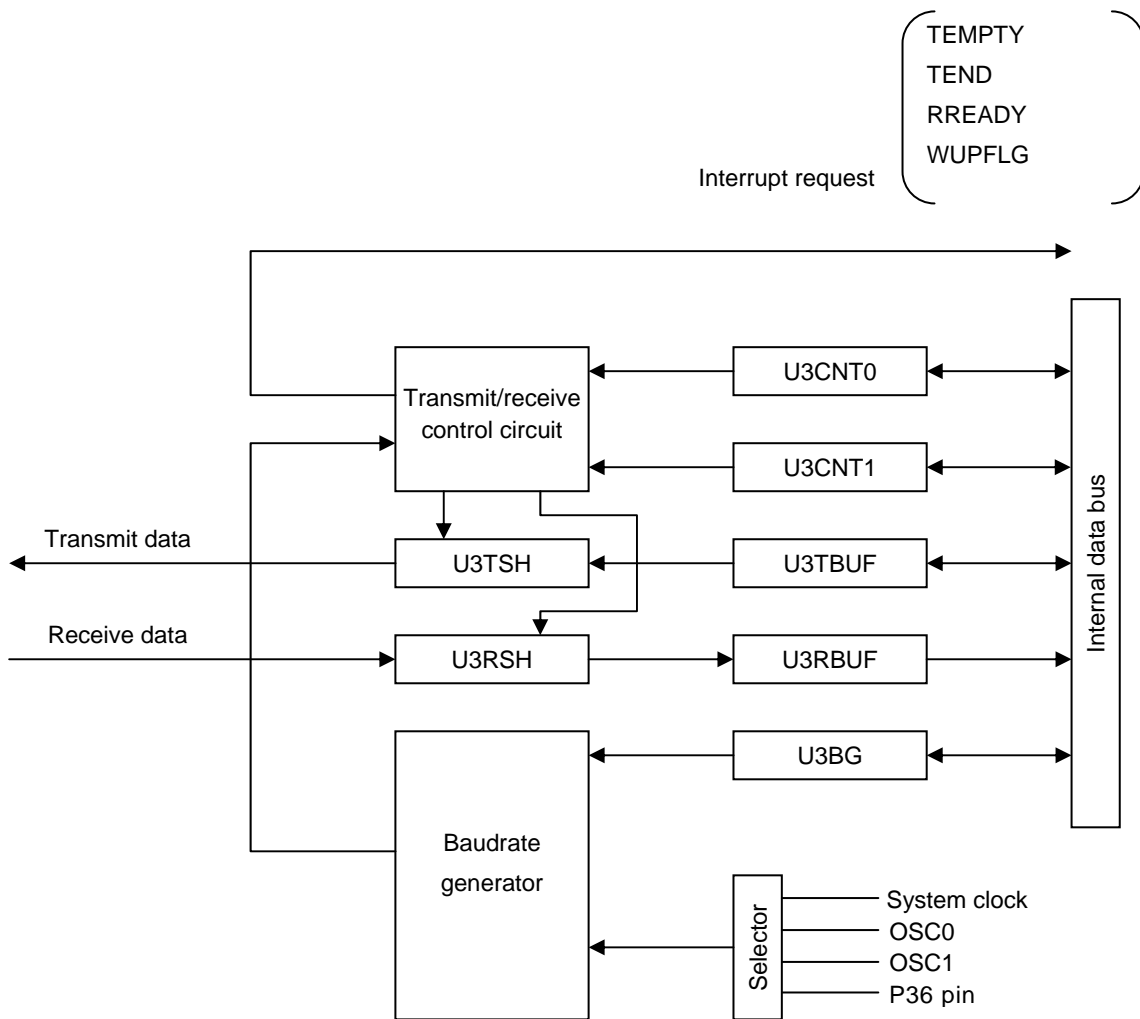 TEMPTY
TEND
RREADY
WUPFLG
Interrupt request
Transmit/receive
control circuit
U3CNT0
U3CNT1
Transmit data
U3TSH
U3TBUF
Receive data
U3RSH
U3RBUF
Internal data bus
U3BG
Baudrate
generator
Selector
System clock
OSC0
OSC1
P36 pin